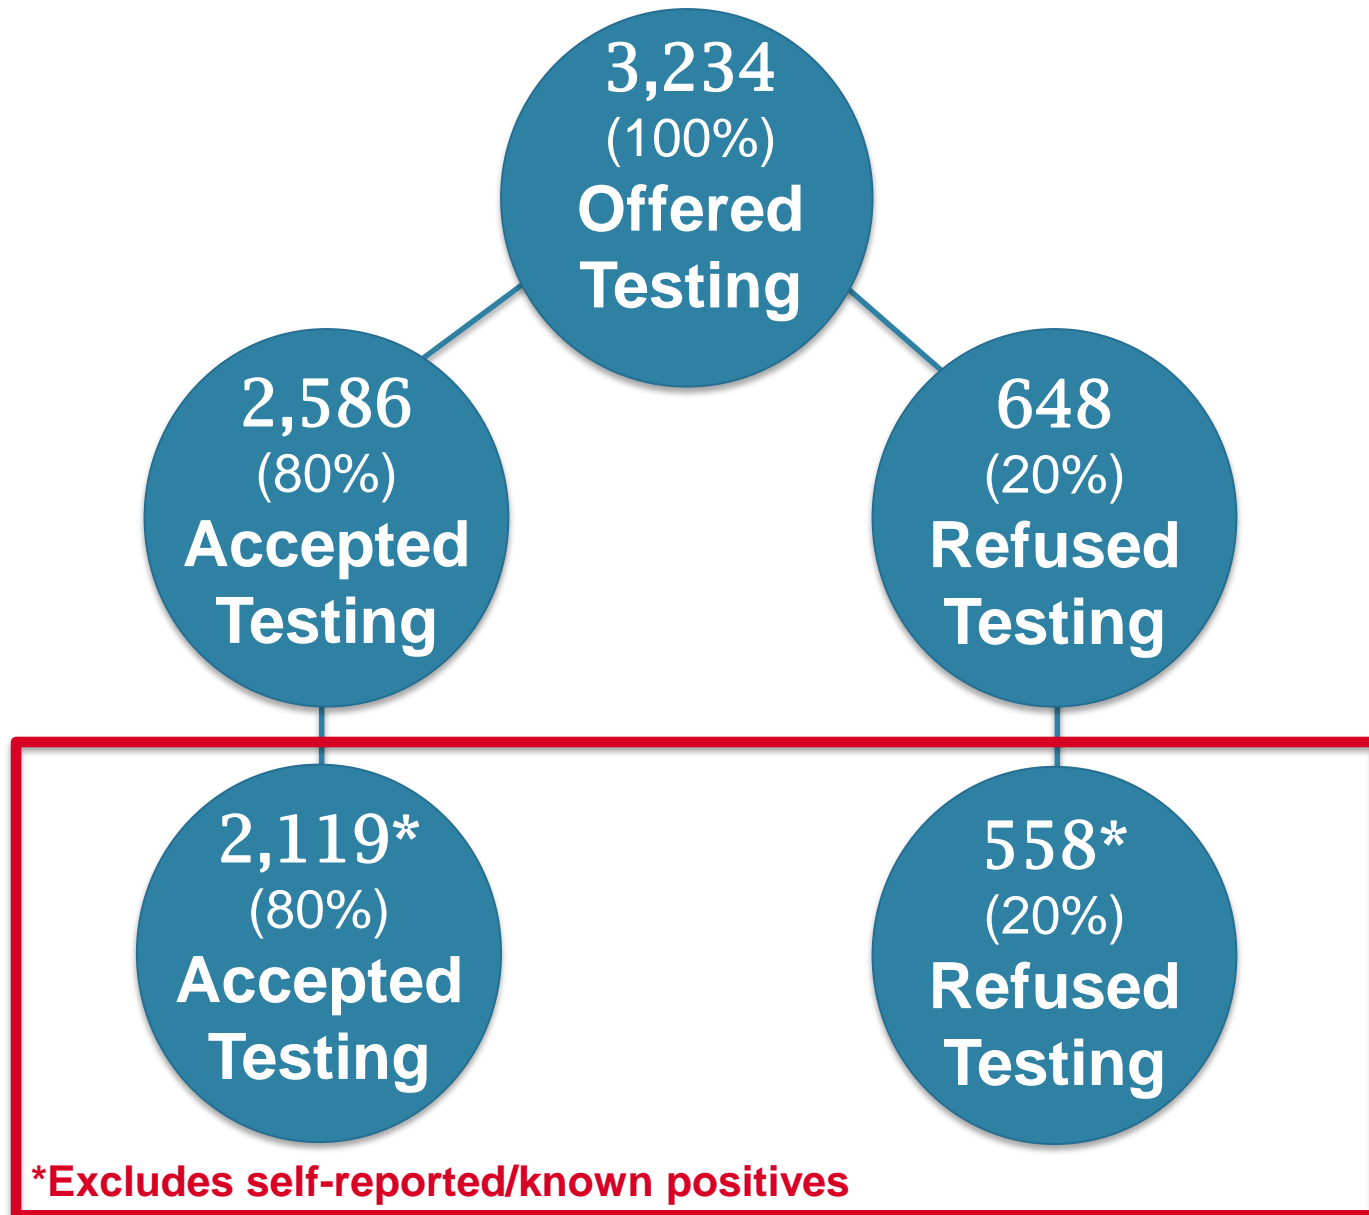 3,234
(100%)
Offered
Testing
2,586
(80%)
Accepted
Testing
648
(20%)
Refused
Testing
2,119*
(80%)
Accepted
Testing
558*
(20%)
Refused
Testing
*Excludes self-reported/known positives